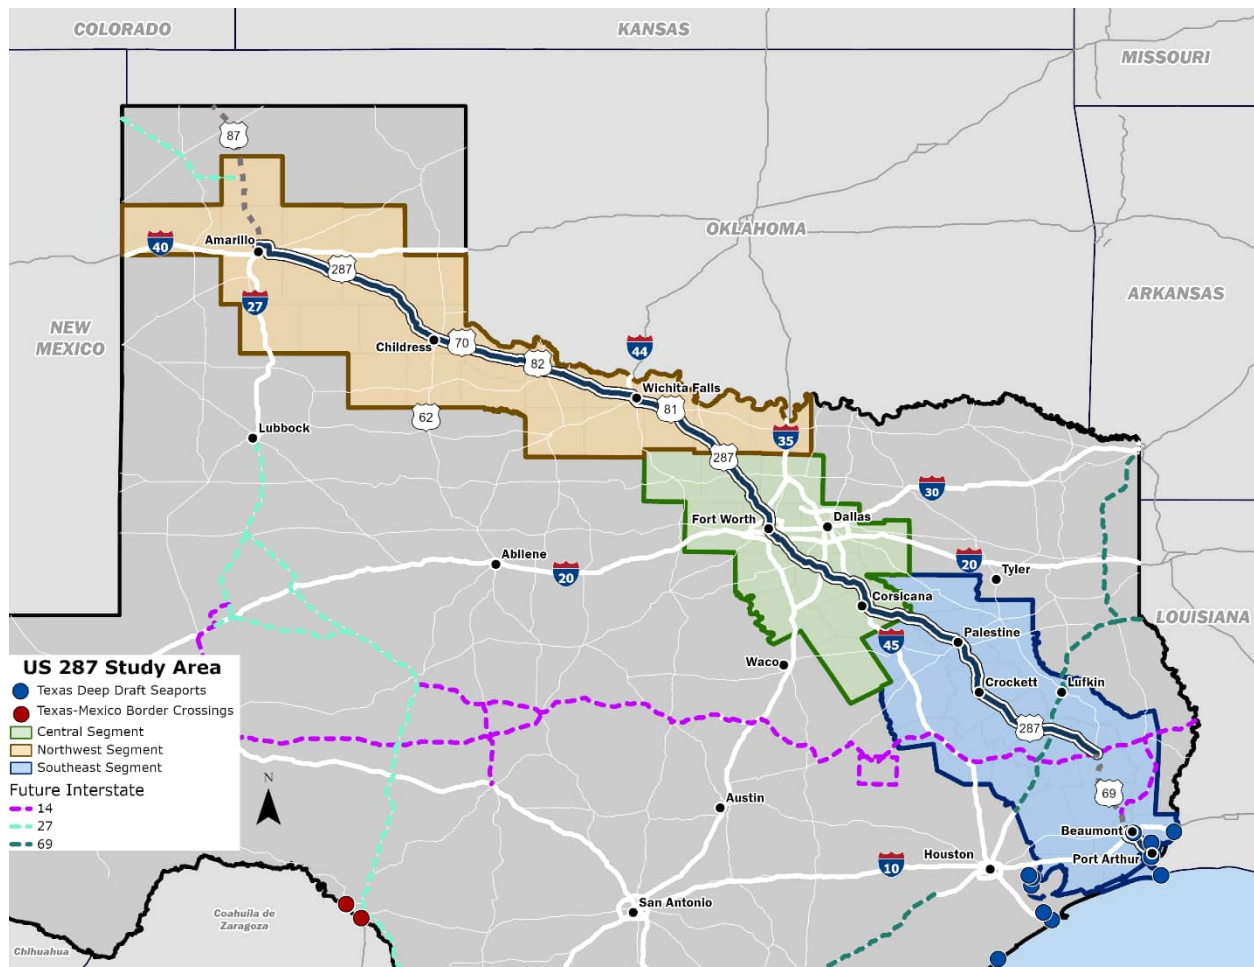 COLORADO
KANSAS
MISSOURI
87
OKLAHOMA
40
Amarillo
287
27
ARKANSAS
NEW
MEXICO
Childress
70
44
82
Wichita Falls
81
62
Lubbock
35
287
30
Fort Worth
Dallas
Abilene
20
20
Tyler
Corsicana
LOUISIANA
Palestine
45
Waco
Crockett
Lufkin
287
US 287 Study Area
Texas Deep Draft Seaports
Texas-Mexico Border Crossings
Central Segment
Northwest Segment
Southeast Segment
Future Interstate
14
27
69
N
69
Austin
Beaumont
Houston
Port Arthur
10
San Antonio
Coahuila de
Zaragoza
Chihuahua